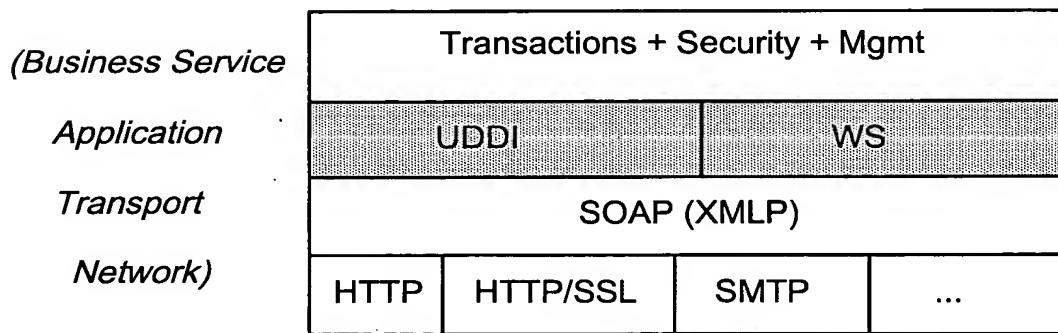 (Business Service
Transactions + Security + Mgmt
Application
UDDI
WS
Transport
SOAP (XMLP)
Network)
HTTP
HTTP/SSL
SMTP
...